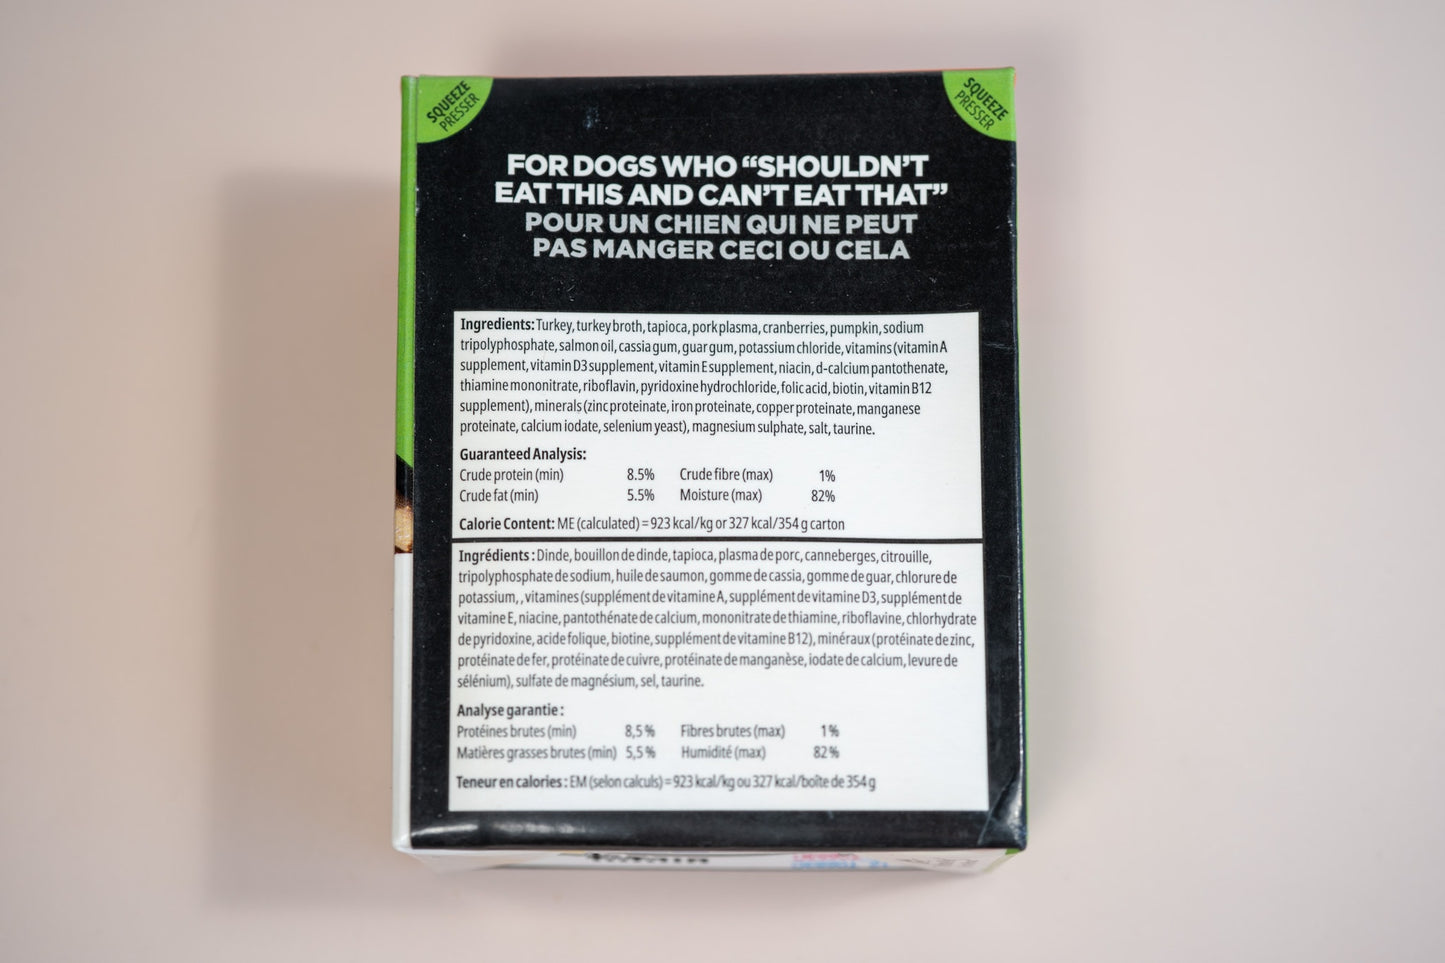 SQUEEZE
PRESSER
SQUEEZE
PRESSER
FOR DOGS WHO “SHOULDN’T
EAT THIS AND CAN’T EAT THAT”
POUR UN CHIEN QUI NE PEUT
PAS MANGER CECI OU CELA
Ingredients: Turkey, turkey broth, tapioca, pork plasma, cranberries, pumpkin, sodium
tripolyphosphate, salmon oil, cassia gum, guar gum, potassium chloride, vitamins (vitamin A
supplement, vitamin D3 supplement, vitamin E supplement, niacin, d-calcium pantothenate,
thiamine mononitrate, riboflavin, pyridoxine hydrochloride, folic acid, biotin, vitamin B12
supplement), minerals (zinc proteinate, iron proteinate, copper proteinate, manganese
proteinate, calcium iodate, selenium yeast), magnesium sulphate, salt, taurine.
Guaranteed Analysis:
Crude protein (min) 8.5% Crude fibre (max) 1%
Crude fat (min) 5.5% Moisture (max) 82%
Calorie Content: ME (calculated) = 923 kcal/kg or 327 kcal/354 g carton
Ingrédients : Dinde, bouillon de dinde, tapioca, plasma de porc, canneberges, citrouille,
tripolyphosphate de sodium, huile de saumon, gomme de cassia, gomme de guar, chlorure de
potassium, , vitamines (supplément de vitamine A, supplément de vitamine D3, supplément de
vitamine E, niacine, pantothénate de calcium, mononitrate de thiamine, riboflavine, chlorhydrate
de pyridoxine, acide folique, biotine, supplément de vitamine B12), minéraux (protéinate de zinc,
protéinate de fer, protéinate de cuivre, protéinate de manganèse, iodate de calcium, levure de
sélénium), sulfate de magnésium, sel, taurine.
Analyse garantie :
Protéines brutes (min) 8,5 % Fibres brutes (max) 1 %
Matières grasses brutes (min) 5,5 % Humidité (max) 82 %
Teneur en calories : EM (selon calculs) = 923 kcal/kg ou 327 kcal/boîte de 354 g